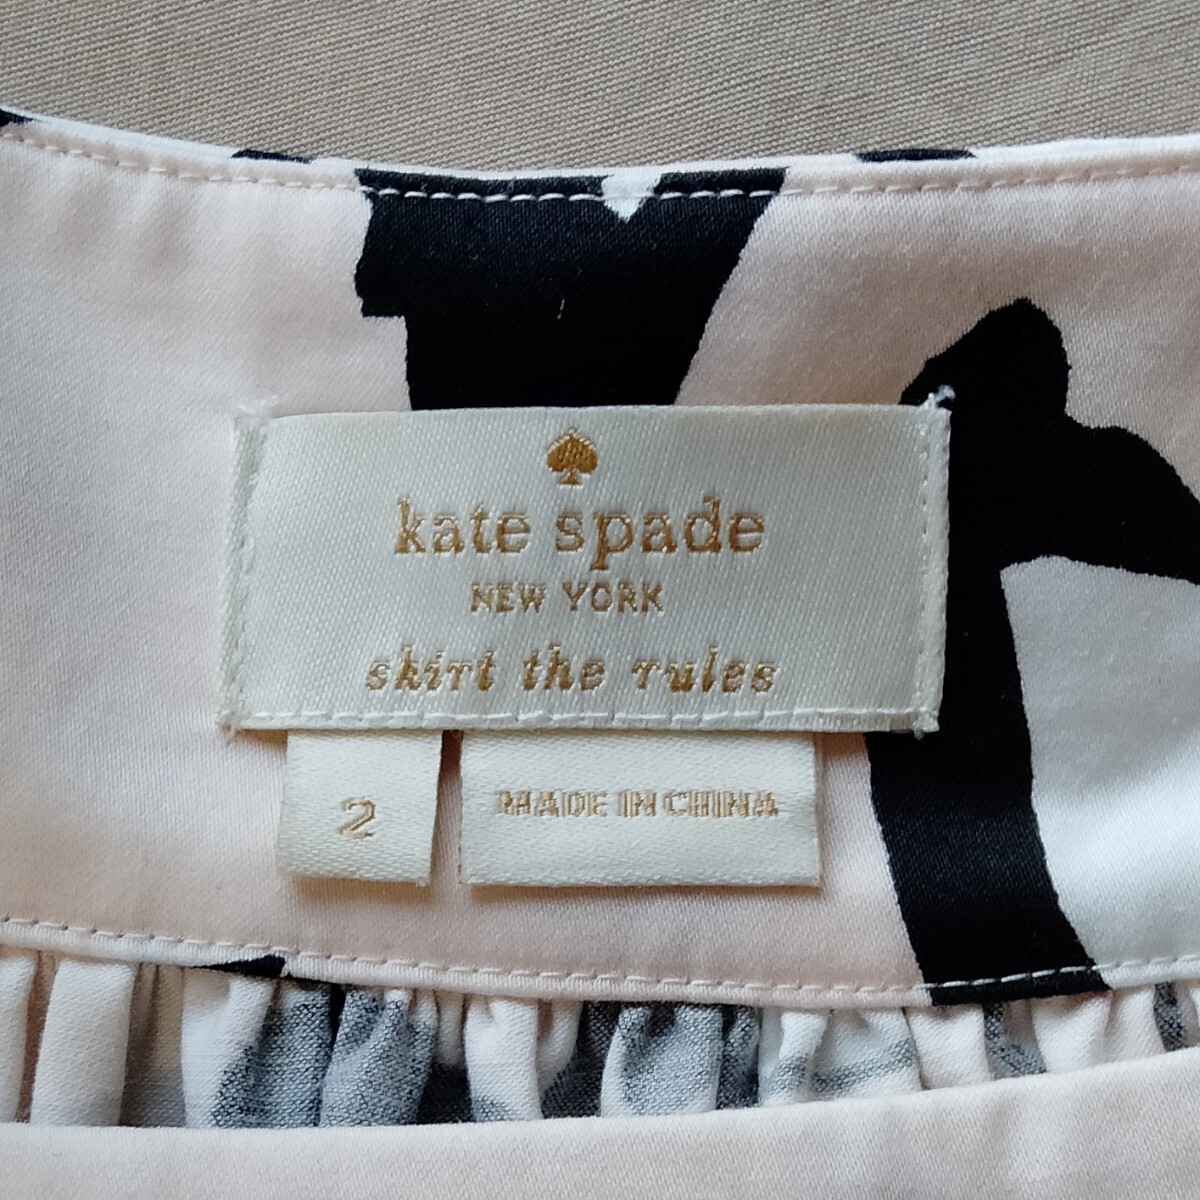 kate spade
NEW YORK
skirt the rules
2
MADE IN CHINA